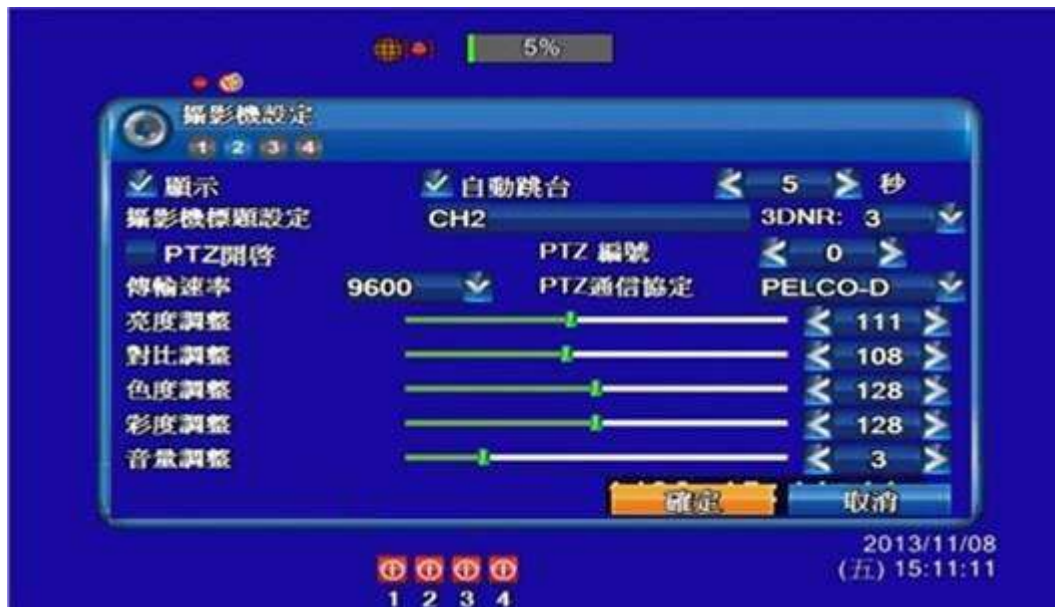 5%
攝影機設定
1 2 3 4
顯示 自動跳台 5 秒
攝影機標題設定 CH2 3DNR: 3
PTZ開啓 PTZ 編號 0
傳輸速率 9600 PTZ通信協定 PELCO-D
亮度調整 111
對比調整 108
色度調整 128
彩度調整 128
音量調整 3
確定 取消
2013/11/08
(五) 15:11:11
1 2 3 4